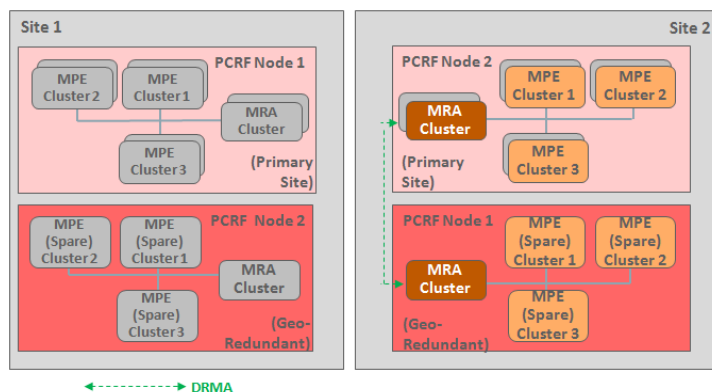 Site 1
PCRF Node 1
MPE
Cluster 2
MPE
Cluster 1
MRA
Cluster
MPE
Cluster 3
(Primary
Site)
PCRF Node 2
MPE
(Spare)
Cluster 2
MPE
(Spare)
Cluster 1
MRA
Cluster
MPE
(Spare)
Cluster 3
(Geo-
Redundant)
Site 2
PCRF Node 2
MPE
Cluster 1
MPE
Cluster 2
MRA
Cluster
MPE
Cluster 3
(Primary
Site)
PCRF Node 1
MPE
(Spare)
Cluster 1
MPE
(Spare)
Cluster 2
MRA
Cluster
MPE
(Spare)
Cluster 3
(Geo-
Redundant)
DRMA